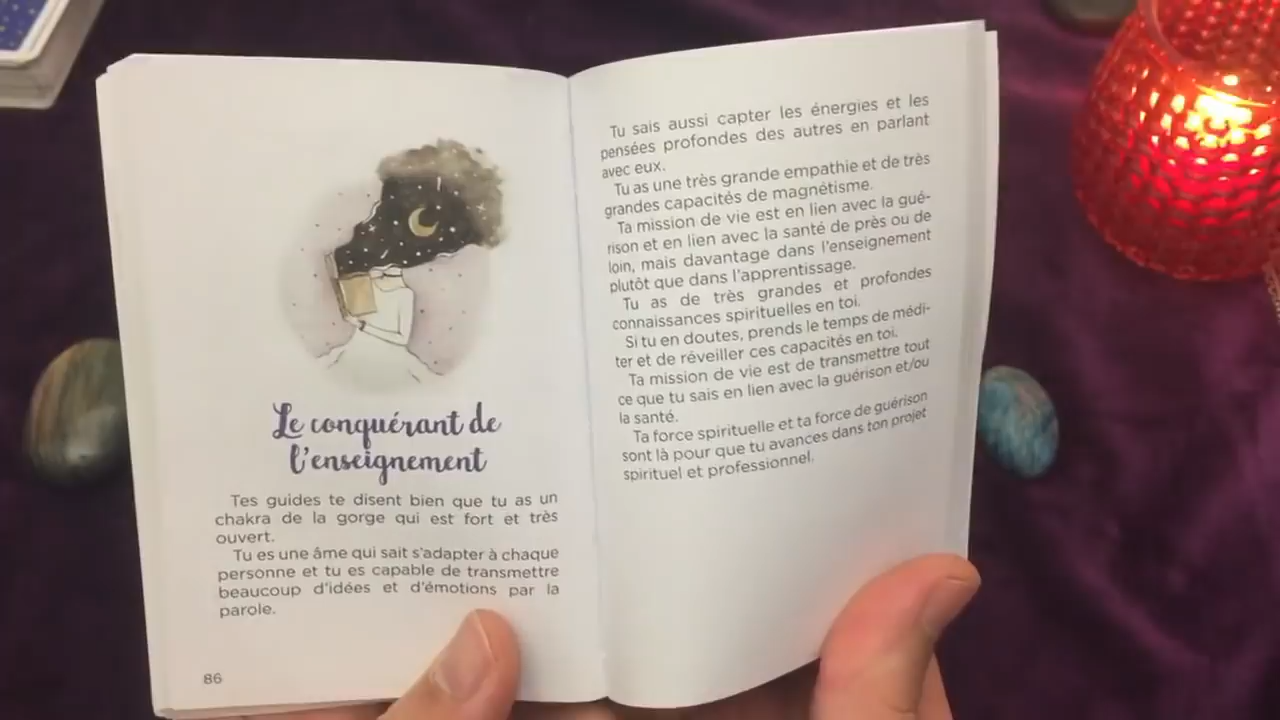 Le conquérant de
l'enseignement
Tes guides te disent bien que tu as un
chakra de la gorge qui est fort et très
ouvert.
Tu es une âme qui sait s'adapter à chaque
personne et tu es capable de transmettre
beaucoup d'idées et d'émotions par la
parole.
86
Tu sais aussi capter les énergies et les
pensées profondes des autres en parlant
avec eux.
Tu as une très grande empathie et de très
grandes capacités de magnétisme.
Ta mission de vie est en lien avec la gué-
rison et en lien avec la santé de près ou de
loin, mais davantage dans l'enseignement
plutôt que dans l'apprentissage.
Tu as de très grandes et profondes
connaissances spirituelles en toi.
Si tu en doutes, prends le temps de médi-
ter et de réveiller ces capacités en toi.
Ta mission de vie est de transmettre tout
ce que tu sais en lien avec la guérison et/ou
la santé.
Ta force spirituelle et ta force de guérison
sont là pour que tu avances dans ton projet
spirituel et professionnel.